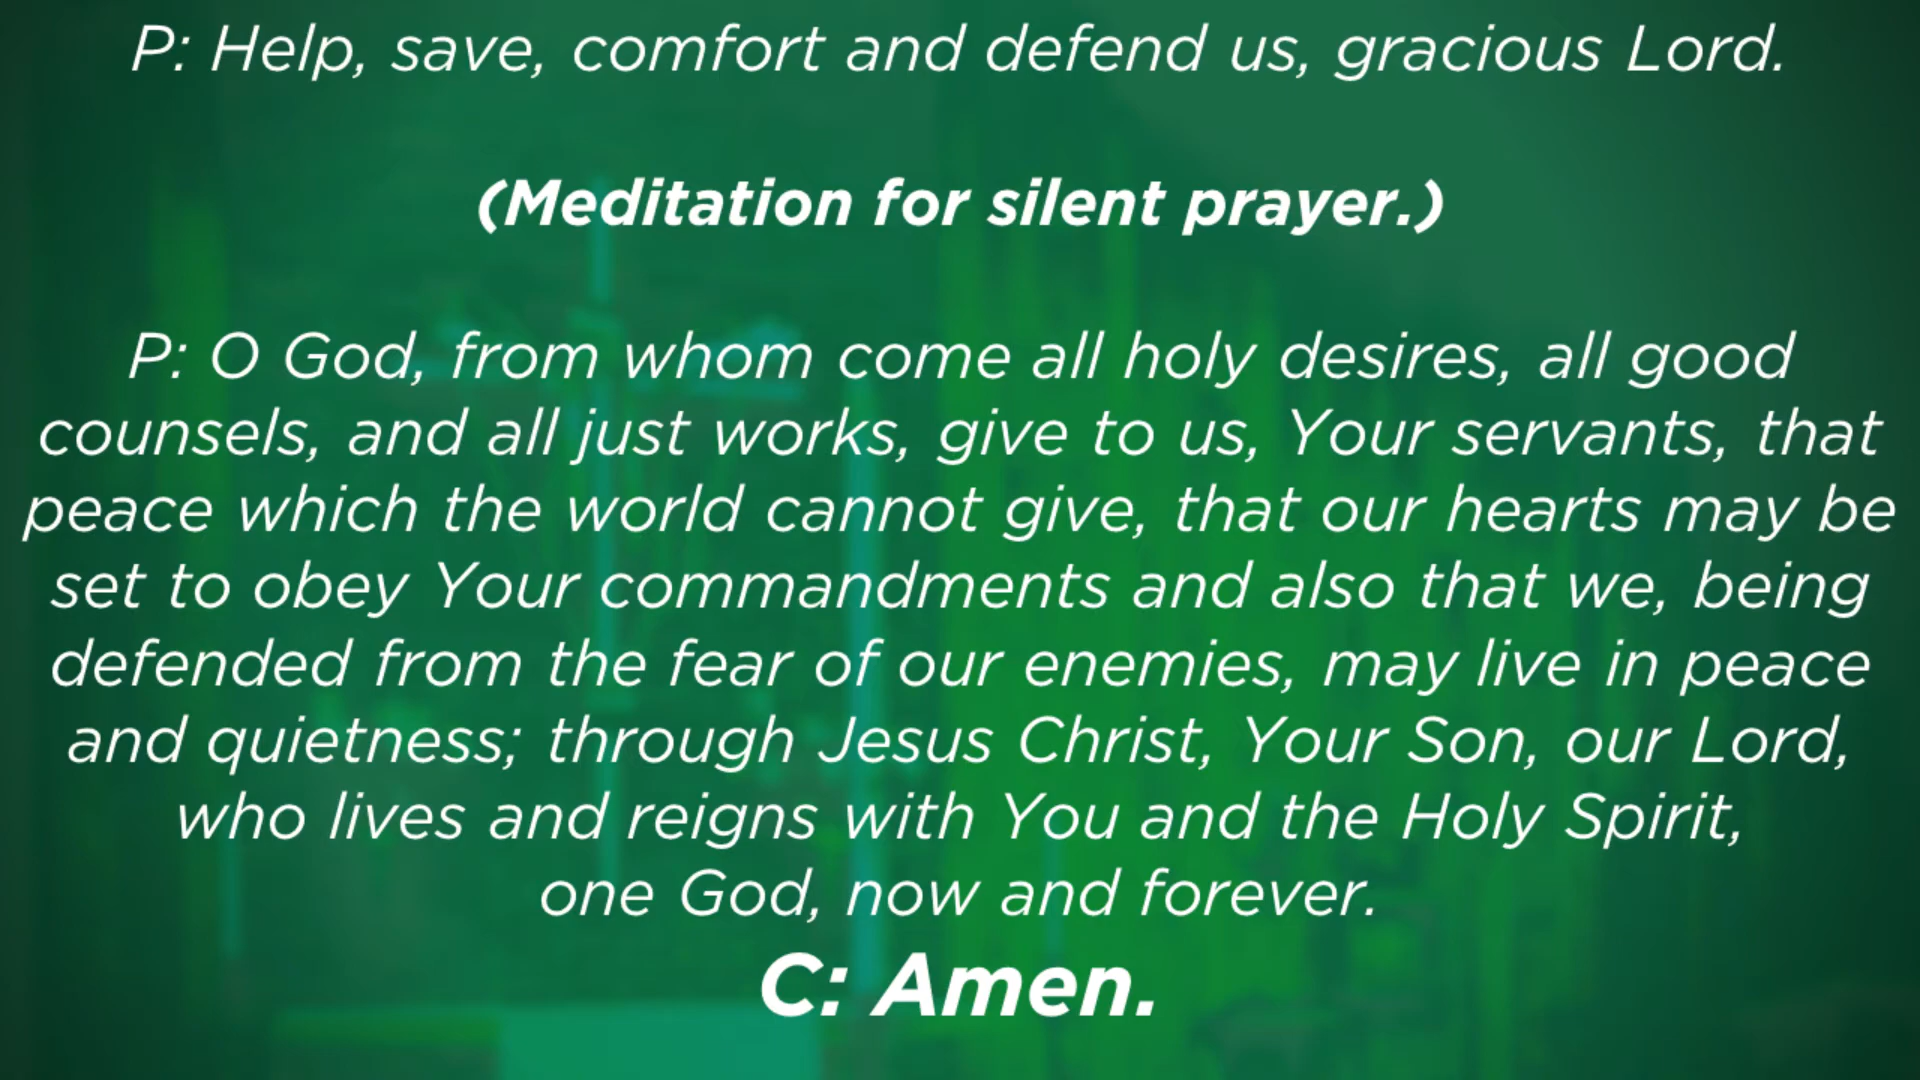 P: Help, save, comfort and defend us, gracious Lord.
(Meditation for silent prayer.)
P: O God, from whom come all holy desires, all good
counsels, and all just works, give to us, Your servants, that
peace which the world cannot give, that our hearts may be
set to obey Your commandments and also that we, being
defended from the fear of our enemies, may live in peace
and quietness; through Jesus Christ, Your Son, our Lord,
who lives and reigns with You and the Holy Spirit,
one God, now and forever.
C: Amen.